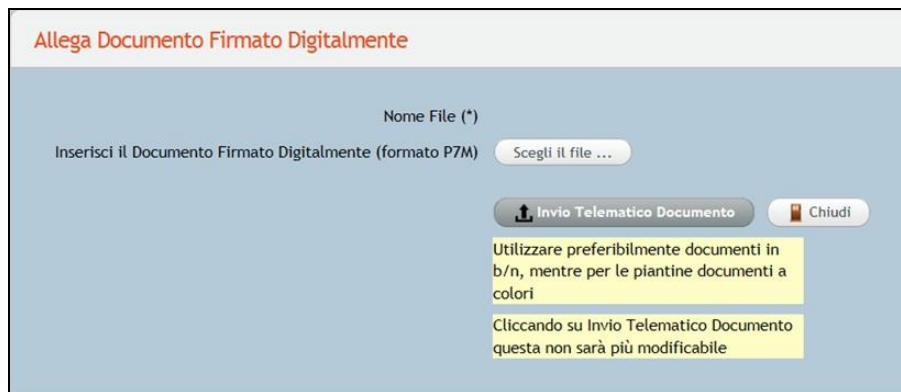 Allega Documento Firmato Digitalmente
Nome File (*)
Inserisci il Documento Firmato Digitalmente (formato P7M) Scegli il file ...
Invio Telematico Documento Chiudi
Utilizzare preferibilmente documenti in
b/n, mentre per le piantine documenti a
colori
Cliccando su Invio Telematico Documento
questa non sarà più modificabile